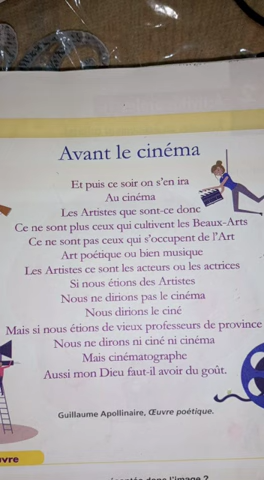 Avant le cinéma
Et puis ce soir on s'en ira
Au cinéma
Les Artistes que sont-ce donc
Ce ne sont plus ceux qui cultivent les Beaux-Arts
Ce ne sont pas ceux qui s'occupent de l'Art
Art poétique ou bien musique
Les Artistes ce sont les acteurs ou les actrices
Si nous étions des Artistes
Nous ne dirions pas le cinéma
Nous dirions le ciné
Mais si nous étions de vieux professeurs de province
Nous ne dirons ni ciné ni cinéma
Mais cinématographe
Aussi mon Dieu faut-il avoir du goût.
Guillaume Apollinaire, Œuvre poétique.
dans l'image ?